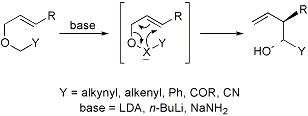 R
O
Y
base
R
O
X
Y
−
R
HO
Y
Y = alkynyl, alkenyl, Ph, COR, CN
base = LDA, n-BuLi, NaNH₂